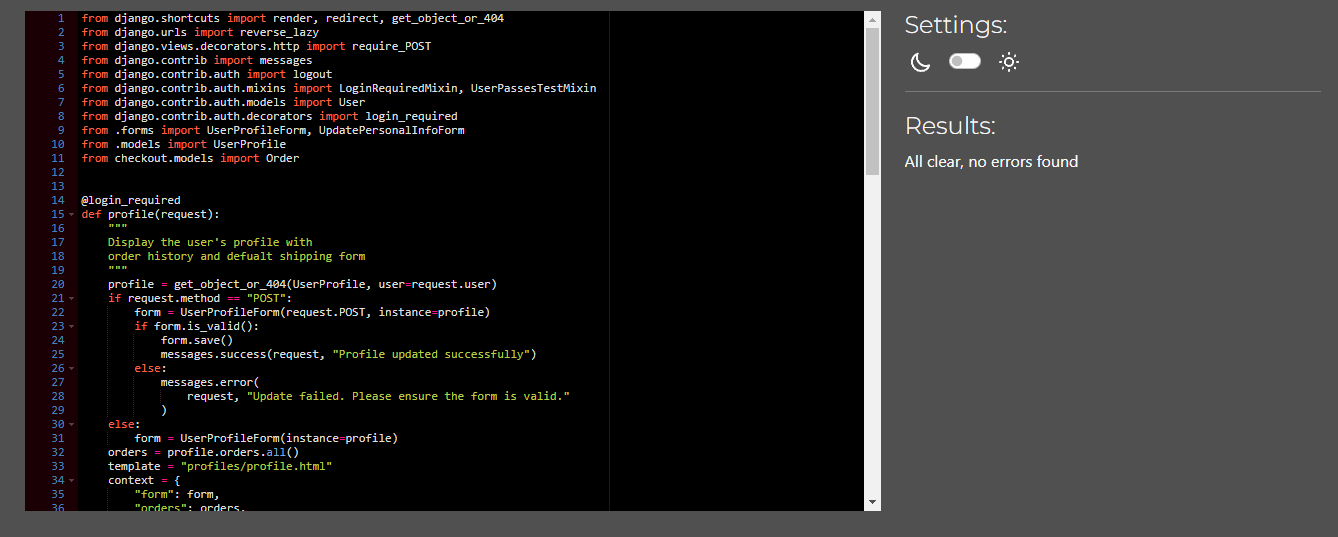 1 from django.shortcuts import render, redirect, get_object_or_404
2 from django.urls import reverse_lazy
3 from django.views.decorators.http import require_POST
4 from django.contrib import messages
5 from django.contrib.auth import logout
6 from django.contrib.auth.mixins import LoginRequiredMixin, UserPassesTestMixin
7 from django.contrib.auth.models import User
8 from django.contrib.auth.decorators import login_required
9 from .forms import UserProfileForm, UpdatePersonalInfoForm
10 from .models import UserProfile
11 from checkout.models import Order
12
13
14 @login_required
15 def profile(request):
16     """
17     Display the user's profile with
18     order history and defualt shipping form
19     """
20     profile = get_object_or_404(UserProfile, user=request.user)
21     if request.method == "POST":
22         form = UserProfileForm(request.POST, instance=profile)
23         if form.is_valid():
24             form.save()
25             messages.success(request, "Profile updated successfully")
26         else:
27             messages.error(
28                 request, "Update failed. Please ensure the form is valid."
29             )
30     else:
31         form = UserProfileForm(instance=profile)
32     orders = profile.orders.all()
33     template = "profiles/profile.html"
34     context = {
35         "form": form,
36         "orders": orders,
Settings:
Results:
All clear, no errors found